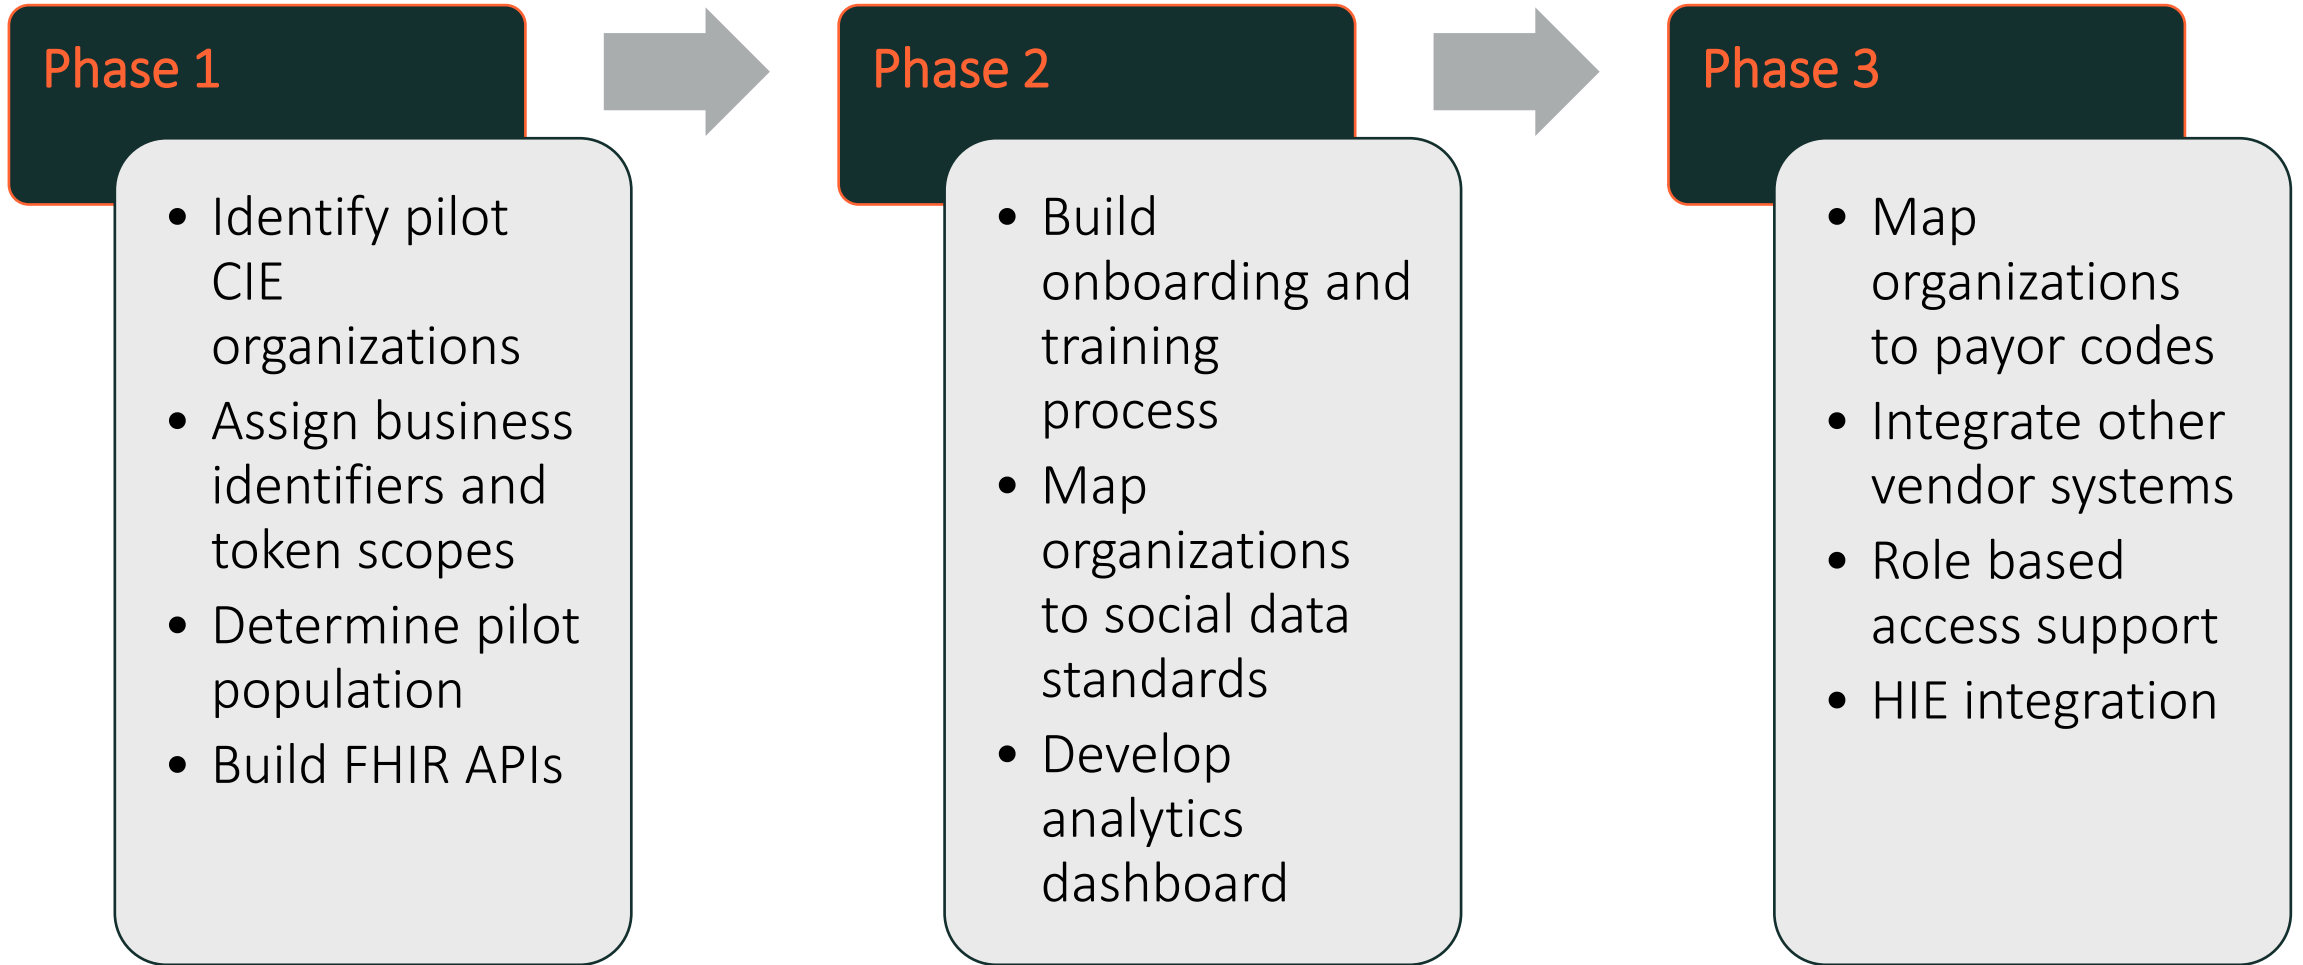 Phase 1
• Identify pilot
CIE
organizations
• Assign business
identifiers and
token scopes
• Determine pilot
population
• Build FHIR APIs
Phase 2
• Build
onboarding and
training
process
• Map
organizations
to social data
standards
• Develop
analytics
dashboard
Phase 3
• Map
organizations
to payor codes
• Integrate other
vendor systems
• Role based
access support
• HIE integration